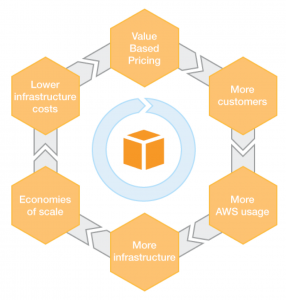 Value
Based
Pricing
More
customers
More
AWS usage
More
infrastructure
Economies
of scale
Lower
infrastructure
costs